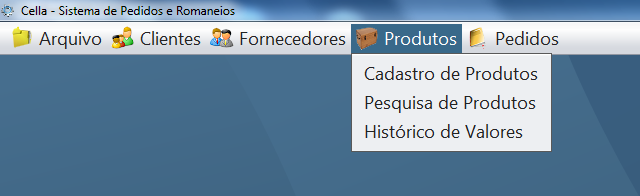 Cella - Sistema de Pedidos e Romaneios
Arquivo Clientes Fornecedores Produtos Pedidos
Cadastro de Produtos
Pesquisa de Produtos
Histórico de Valores